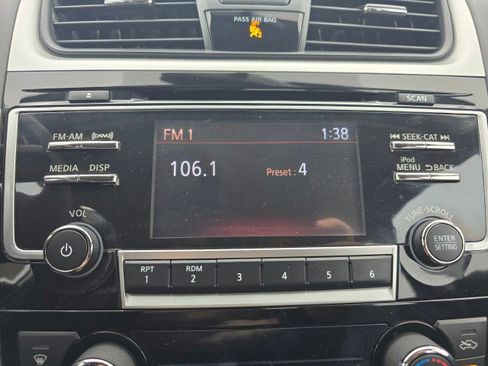 PASS AIR BAG
SCAN
FM·AM
MEDIA DISP
VOL
FM 1 1:38
106.1 Preset : 4
SEEK·CAT
iPod
MENU BACK
TUNE·SCROLL
ENTER
SETTING
RPT
1
RDM
2
3
4
5
6